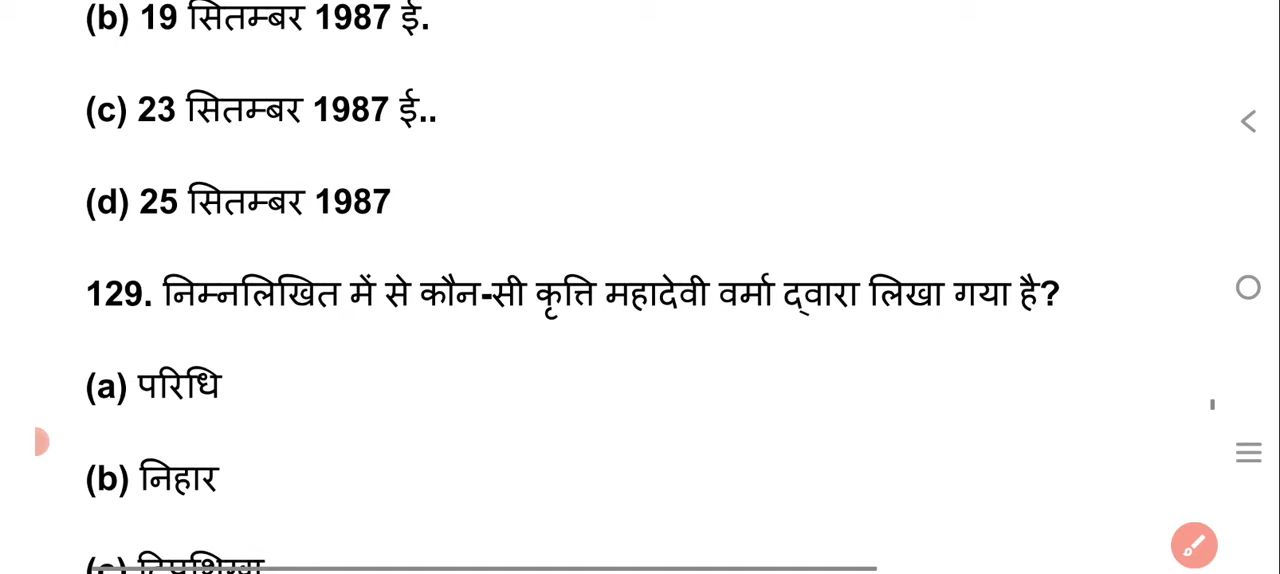 (b) 19 सितम्बर 1987 ई.
(c) 23 सितम्बर 1987 ई..
(d) 25 सितम्बर 1987
129. निम्नलिखित में से कौन-सी कृत्ति महादेवी वर्मा द्वारा लिखा गया है?
(a) परिधि
(b) निहार